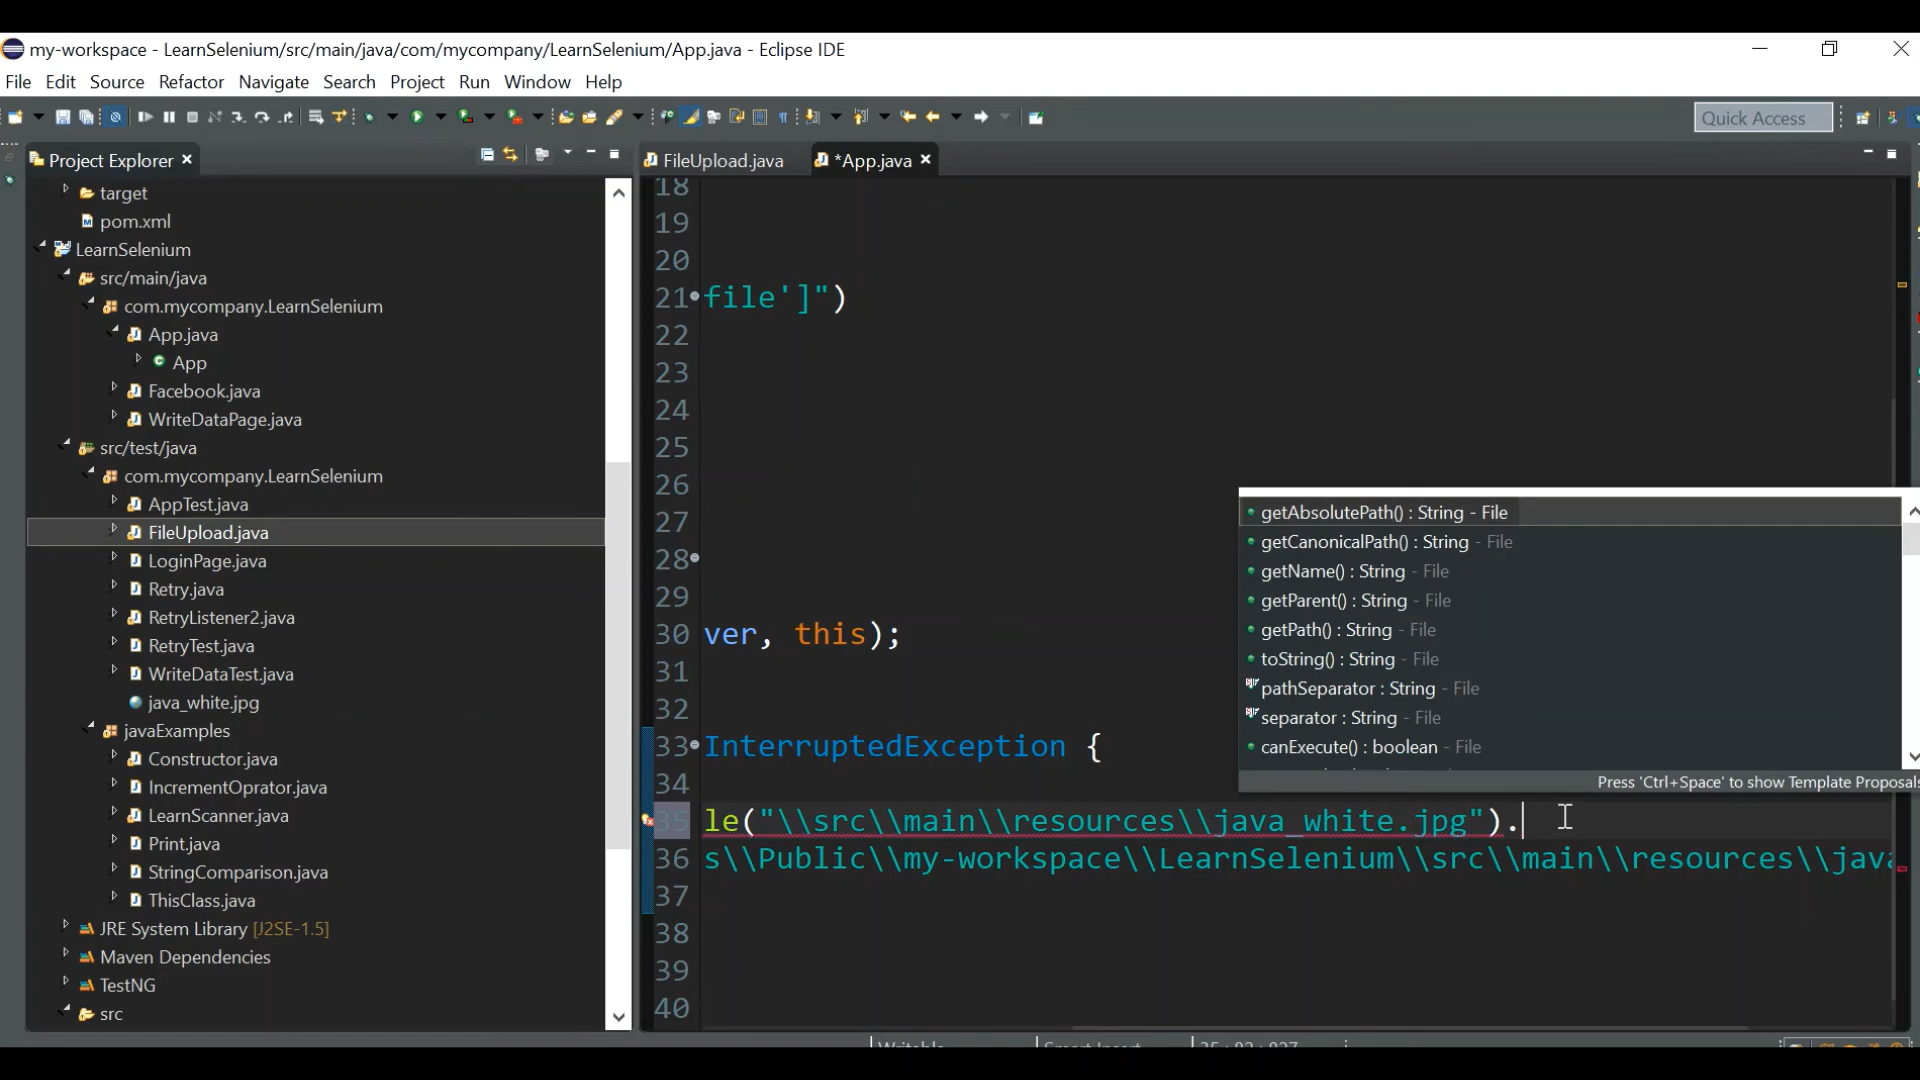 my-workspace - LearnSelenium/src/main/java/com/mycompany/LearnSelenium/App.java - Eclipse IDE
File Edit Source Refactor Navigate Search Project Run Window Help
Quick Access
Project Explorer
FileUpload.java
*App.java
target
pom.xml
LearnSelenium
src/main/java
com.mycompany.LearnSelenium
App.java
App
Facebook.java
WriteDataPage.java
src/test/java
com.mycompany.LearnSelenium
AppTest.java
FileUpload.java
LoginPage.java
Retry.java
RetryListener2.java
RetryTest.java
WriteDataTest.java
java_white.jpg
javaExamples
Constructor.java
IncrementOprator.java
LearnScanner.java
Print.java
StringComparison.java
ThisClass.java
JRE System Library [J2SE-1.5]
Maven Dependencies
TestNG
src
18
19
20
21 file']")
22
23
24
25
26
27
28
29
30 ver, this);
31
32
33 InterruptedException {
34
35 le("\\src\\main\\resources\\java_white.jpg").
36 s\\Public\\my-workspace\\LearnSelenium\\src\\main\\resources\\java
37
38
39
40
getAbsolutePath() : String - File
getCanonicalPath() : String - File
getName() : String - File
getParent() : String - File
getPath() : String - File
toString() : String - File
pathSeparator : String - File
separator : String - File
canExecute() : boolean - File
Press 'Ctrl+Space' to show Template Proposals